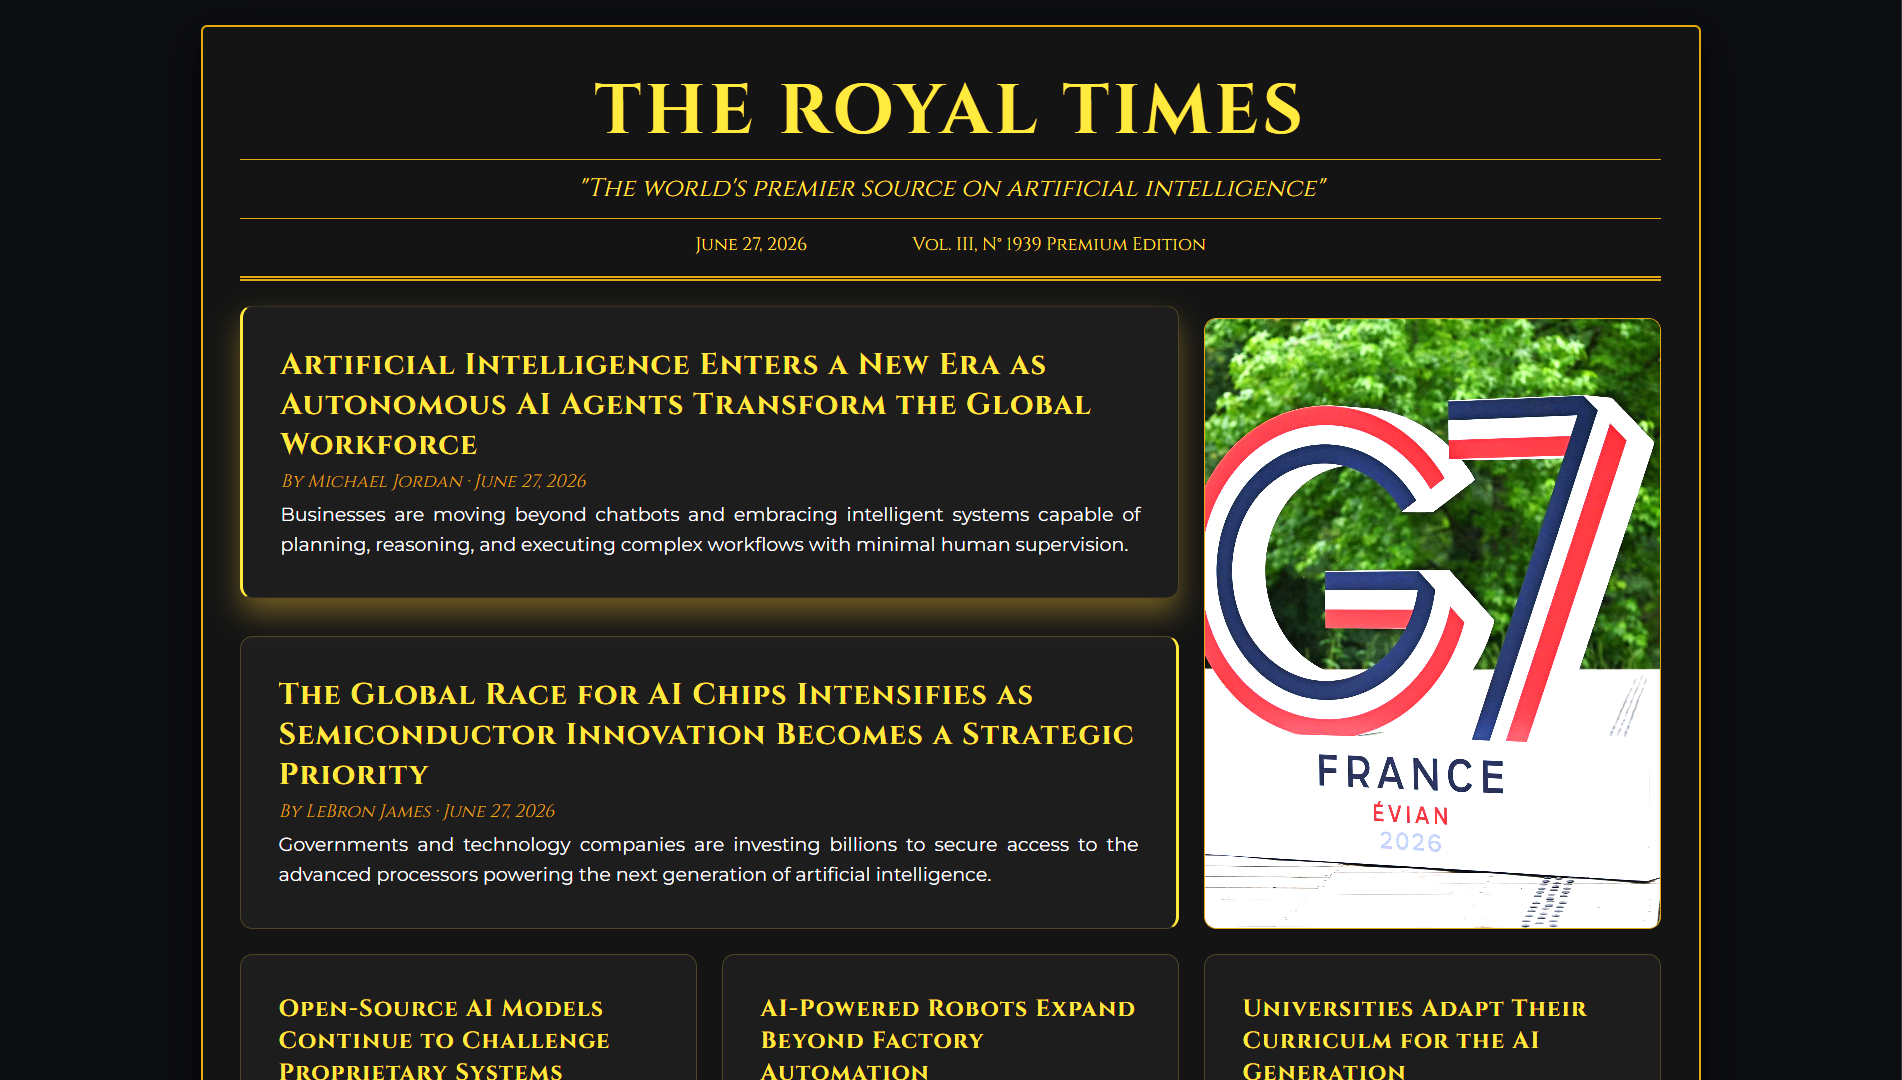 THE ROYAL TIMES
"The world's premier source on artificial intelligence"
June 27, 2026 Vol. III, N° 1939 Premium Edition
Artificial Intelligence Enters a New Era as
Autonomous AI Agents Transform the Global
Workforce
By Michael Jordan · June 27, 2026
Businesses are moving beyond chatbots and embracing intelligent systems capable of
planning, reasoning, and executing complex workflows with minimal human supervision.
The Global Race for AI Chips Intensifies as
Semiconductor Innovation Becomes a Strategic
Priority
By LeBron James · June 27, 2026
Governments and technology companies are investing billions to secure access to the
advanced processors powering the next generation of artificial intelligence.
G7
FRANCE
ÉVIAN
2026
Open-Source AI Models
Continue to Challenge
Proprietary Systems
AI-Powered Robots Expand
Beyond Factory
Automation
Universities Adapt Their
Curriculm for the AI
Generation